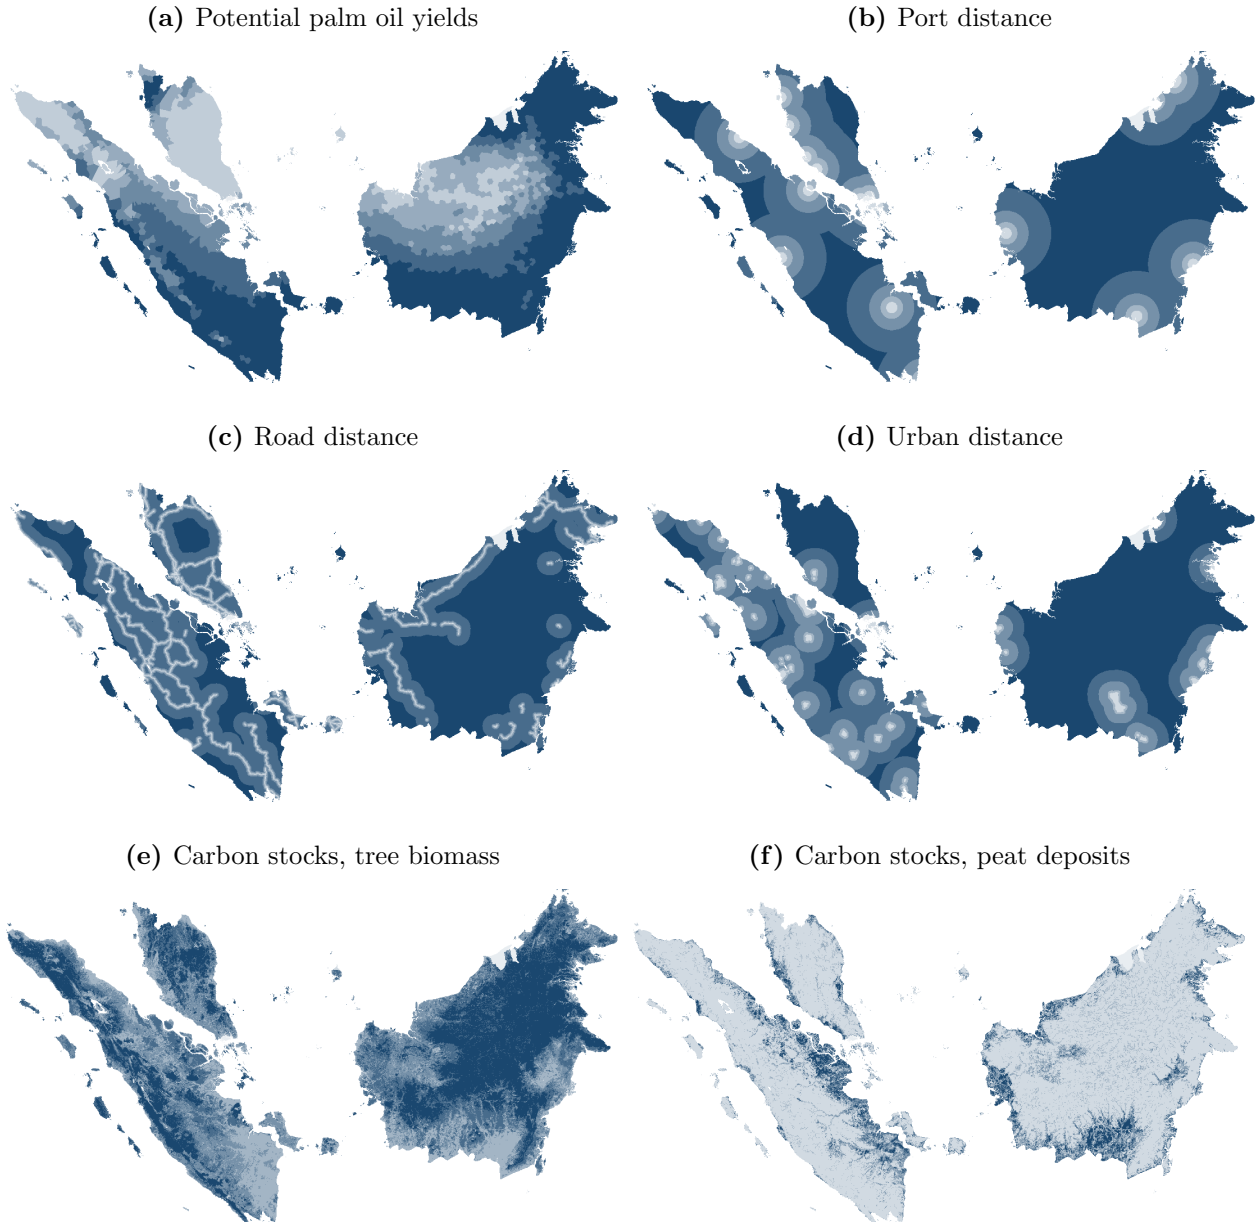 (a) Potential palm oil yields
(b) Port distance
(c) Road distance
(d) Urban distance
(e) Carbon stocks, tree biomass
(f) Carbon stocks, peat deposits